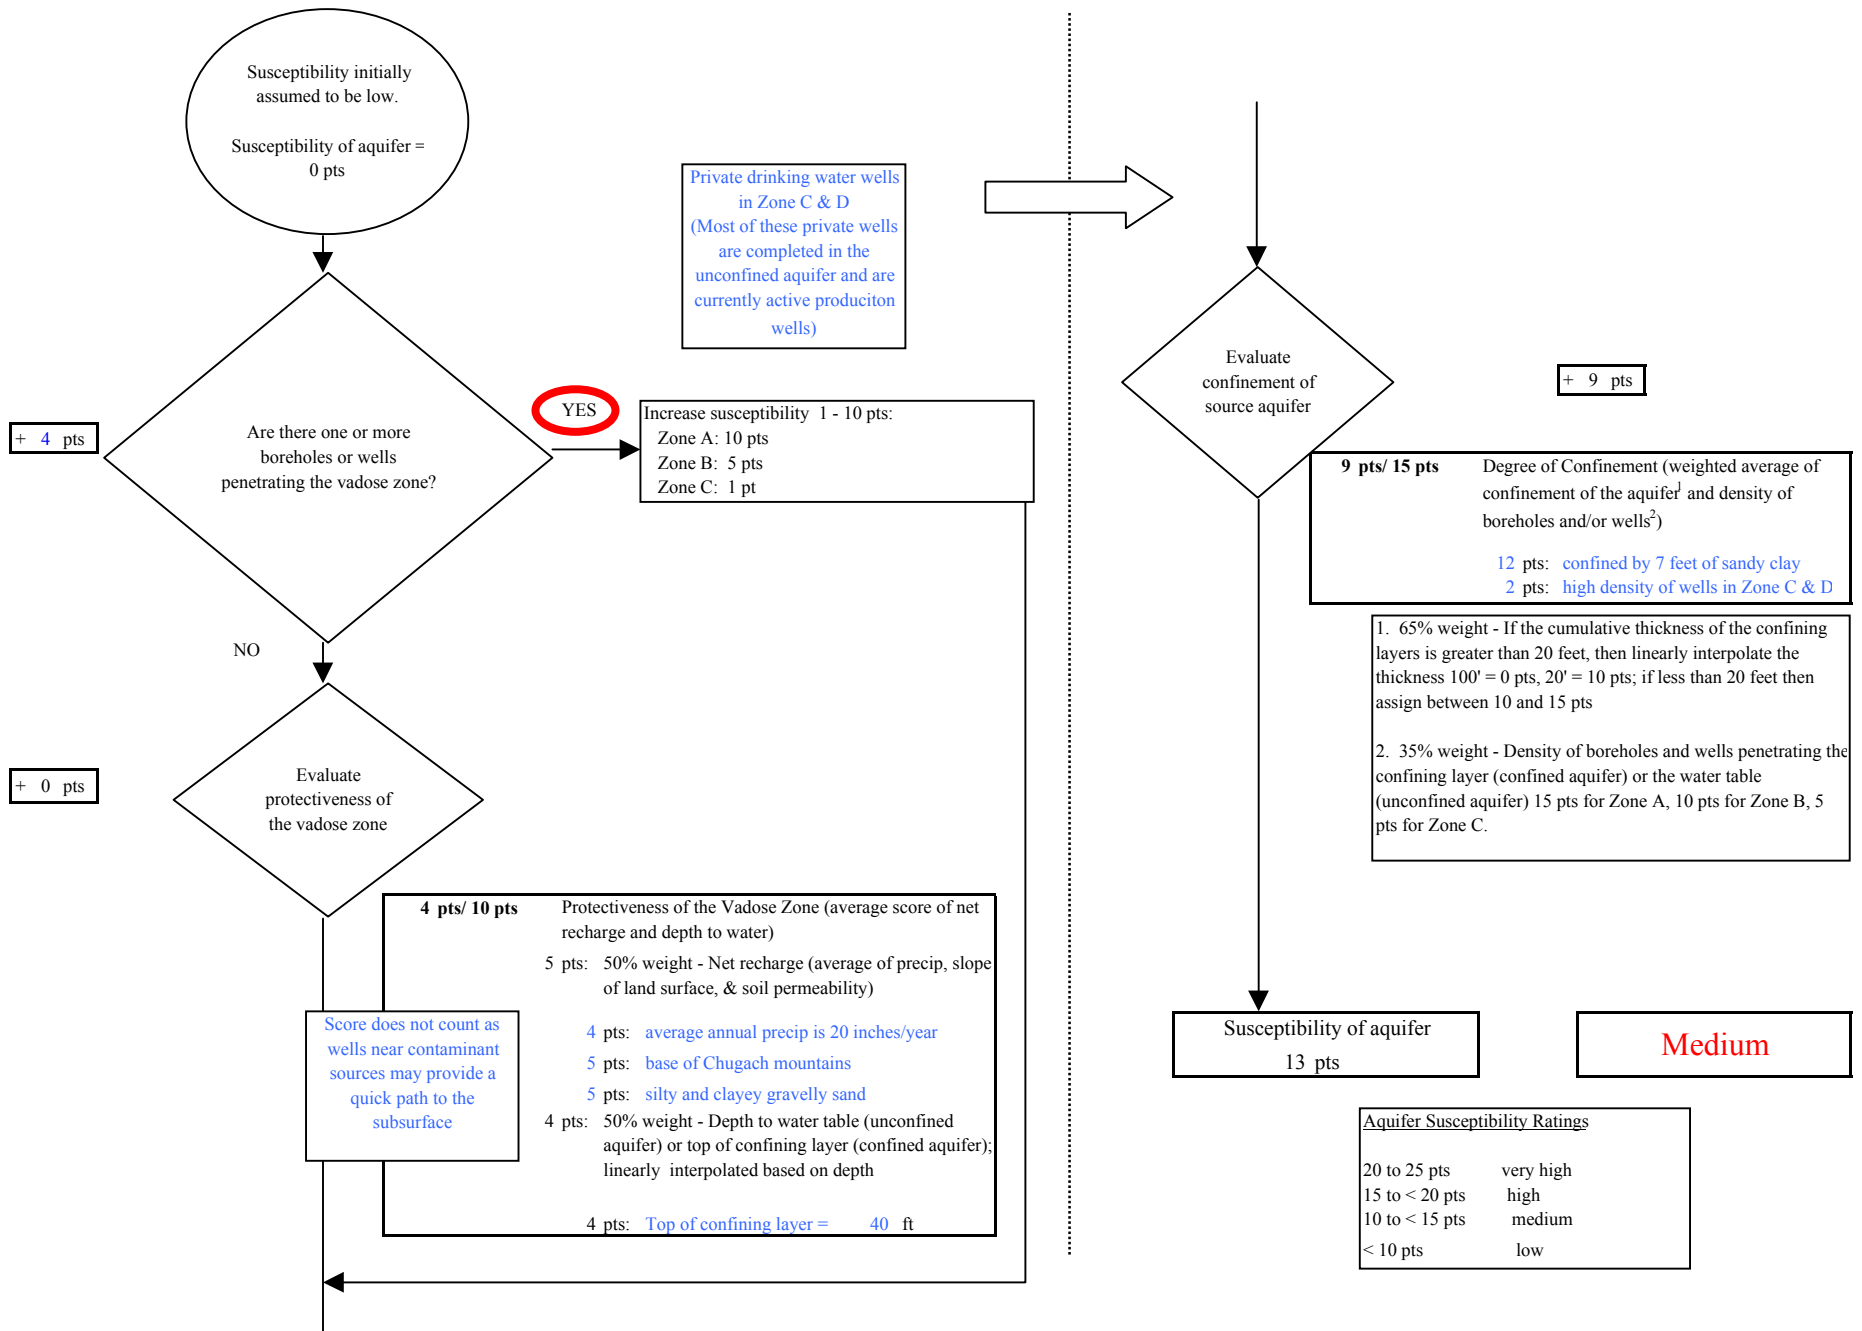 Susceptibility initially
assumed to be low.
Susceptibility of aquifer =
0 pts
Private drinking water wells
in Zone C & D
(Most of these private wells
are completed in the
unconfined aquifer and are
currently active produciton
wells)
+ 4 pts
Are there one or more
boreholes or wells
penetrating the vadose zone?
YES
Increase susceptibility 1 - 10 pts:
Zone A: 10 pts
Zone B: 5 pts
Zone C: 1 pt
NO
+ 0 pts
Evaluate
protectiveness of
the vadose zone
4 pts/ 10 pts
Protectiveness of the Vadose Zone (average score of net
recharge and depth to water)
5 pts: 50% weight - Net recharge (average of precip, slope
of land surface, & soil permeability)
4 pts: average annual precip is 20 inches/year
5 pts: base of Chugach mountains
5 pts: silty and clayey gravelly sand
4 pts: 50% weight - Depth to water table (unconfined
aquifer) or top of confining layer (confined aquifer);
linearly interpolated based on depth
4 pts: Top of confining layer = 40 ft
Score does not count as
wells near contaminant
sources may provide a
quick path to the
subsurface
Evaluate
confinement of
source aquifer
+ 9 pts
9 pts/ 15 pts
Degree of Confinement (weighted average of
confinement of the aquifer1 and density of
boreholes and/or wells2)
12 pts: confined by 7 feet of sandy clay
2 pts: high density of wells in Zone C & D
1. 65% weight - If the cumulative thickness of the confining
layers is greater than 20 feet, then linearly interpolate the
thickness 100' = 0 pts, 20' = 10 pts; if less than 20 feet then
assign between 10 and 15 pts
2. 35% weight - Density of boreholes and wells penetrating the
confining layer (confined aquifer) or the water table
(unconfined aquifer) 15 pts for Zone A, 10 pts for Zone B, 5
pts for Zone C.
Susceptibility of aquifer
13 pts
Medium
Aquifer Susceptibility Ratings
20 to 25 pts very high
15 to < 20 pts high
10 to < 15 pts medium
< 10 pts low